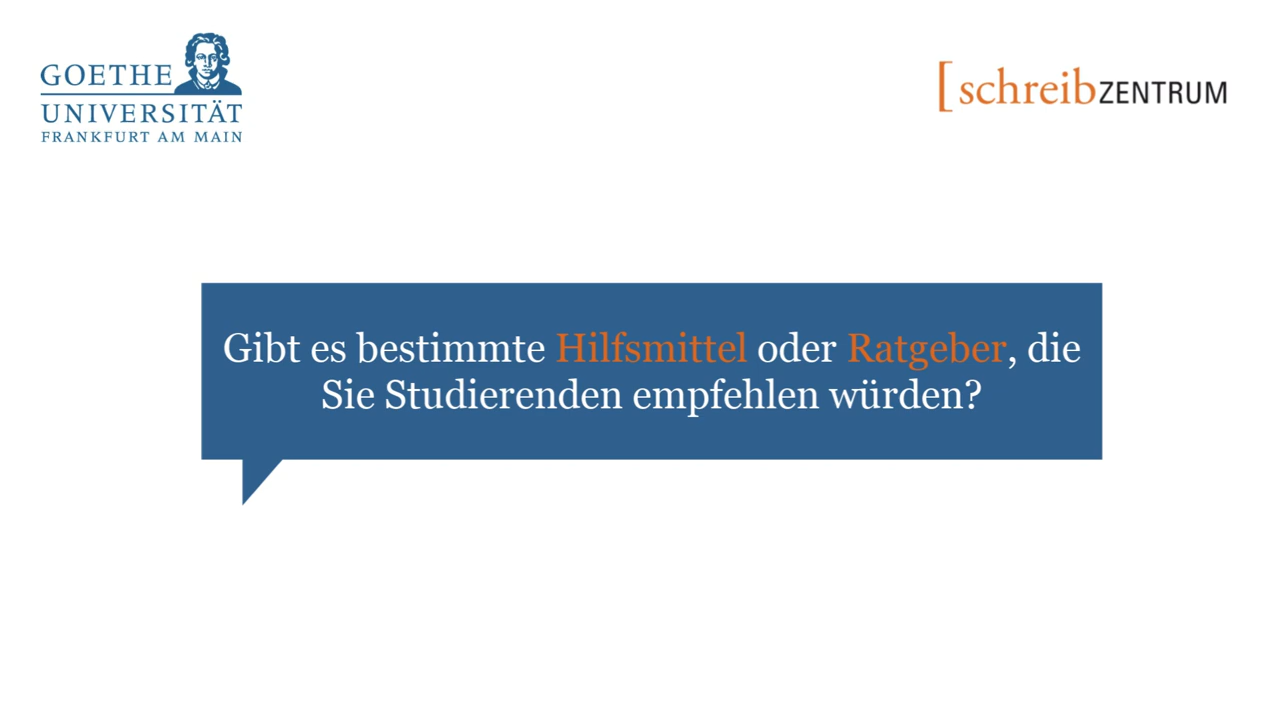 GOETHE
UNIVERSITÄT
FRANKFURT AM MAIN
[schreibZENTRUM
Gibt es bestimmte Hilfsmittel oder Ratgeber, die
Sie Studierenden empfehlen würden?